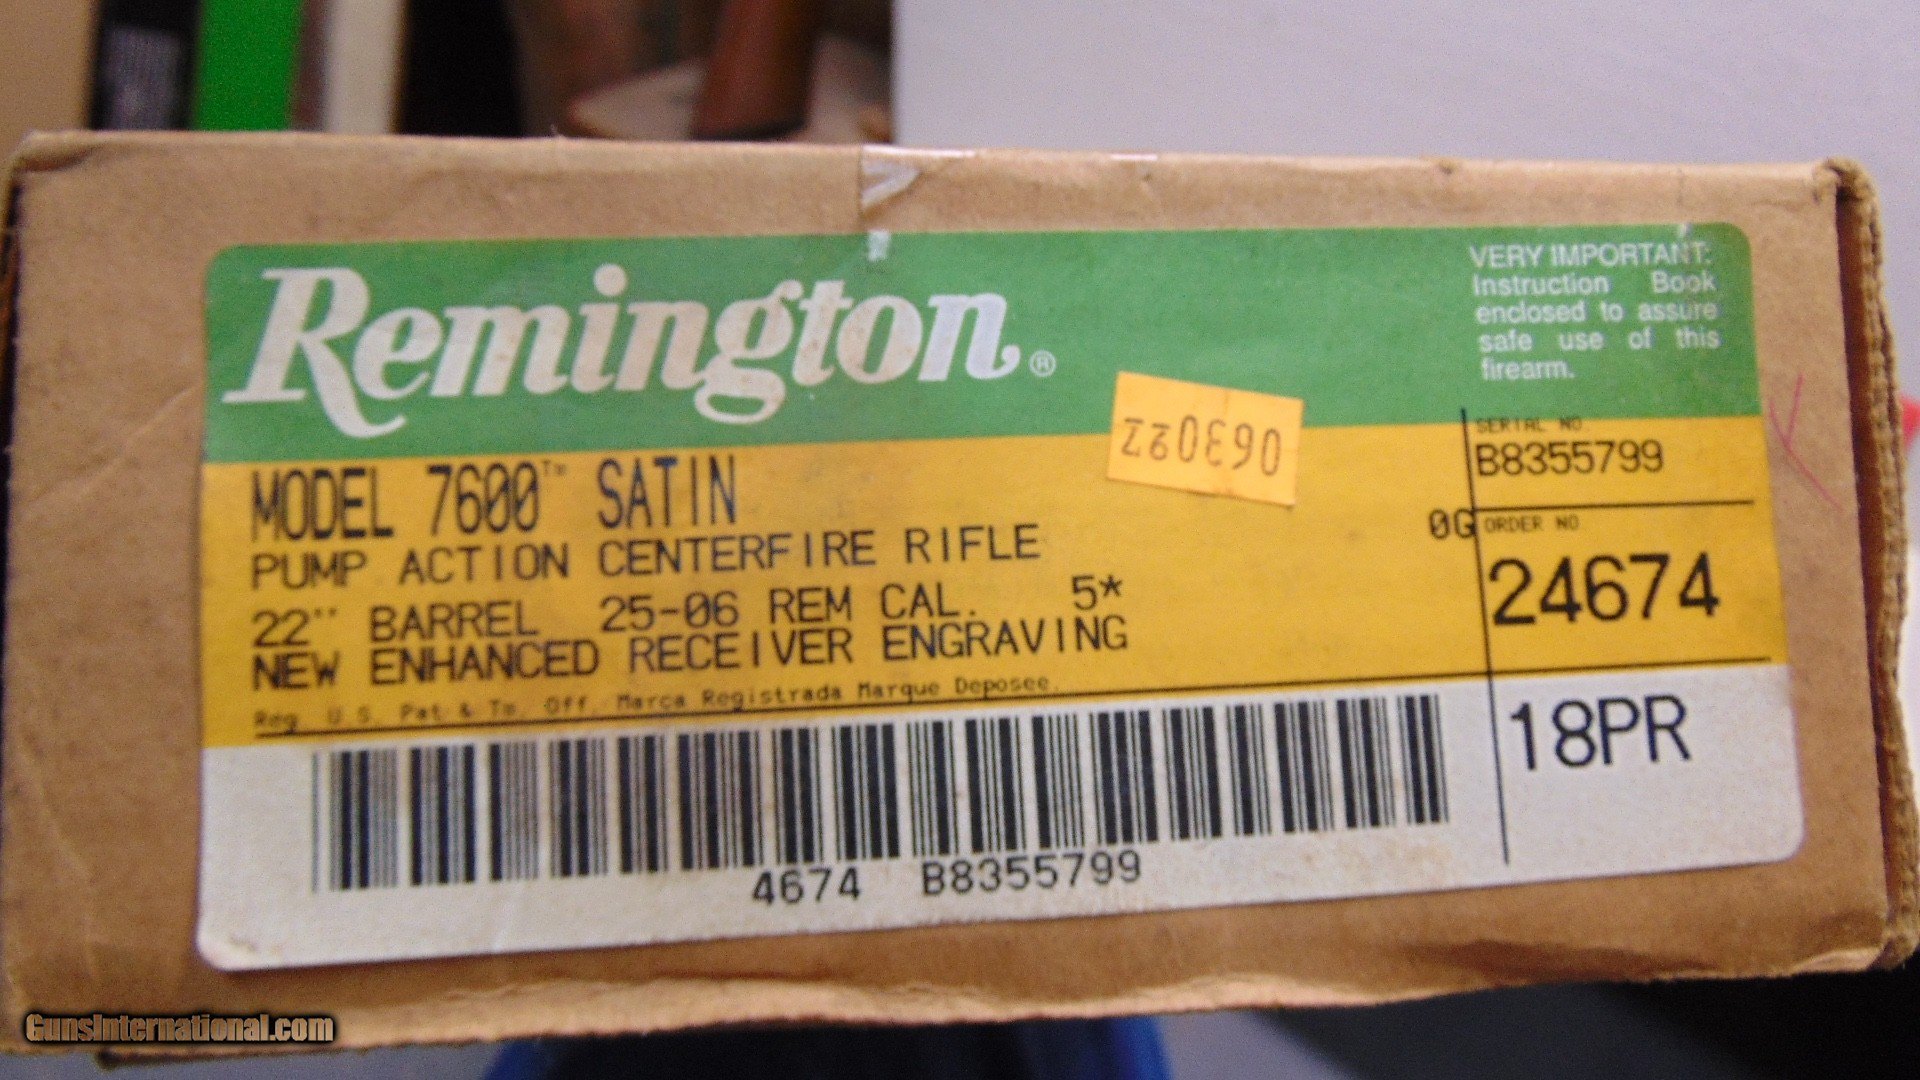 Remington®
VERY IMPORTANT:
Instruction Book
enclosed to assure
safe use of this
firearm.
MODEL 7600™ SATIN
PUMP ACTION CENTERFIRE RIFLE
22" BARREL 25-06 REM CAL. 5*
NEW ENHANCED RECEIVER ENGRAVING
Reg. U.S. Pat & Tm. Off. Marca Registrada Marque Deposee.
SERIAL NO.
B8355799
0G ORDER NO
24674
18PR
4674 B8355799
GunsInternational.com